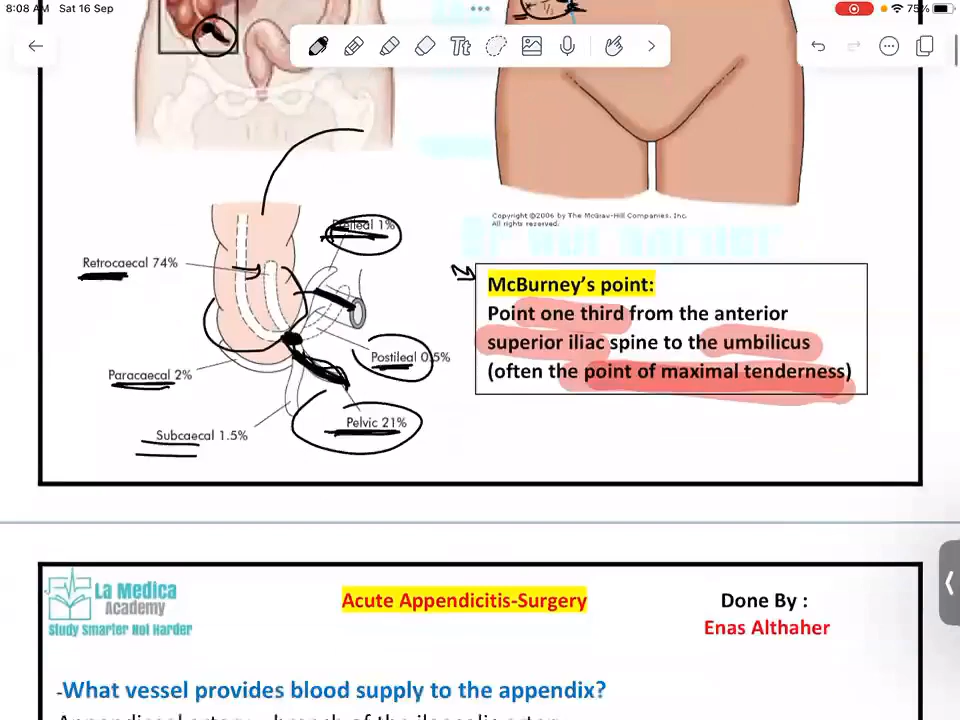 8:08 AM Sat 16 Sep
75%
Tt
1%
Retrocaecal 74%
Postileal 0.5%
Paracaecal 2%
Pelvic 21%
Subcaecal 1.5%
Copyright ©2006 by The McGraw-Hill Companies, Inc.
All rights reserved.
McBurney's point:
Point one third from the anterior
superior iliac spine to the umbilicus
(often the point of maximal tenderness)
La Medica
Academy
Study Smarter Not Harder
Acute Appendicitis-Surgery
Done By :
Enas Althaher
-What vessel provides blood supply to the appendix?